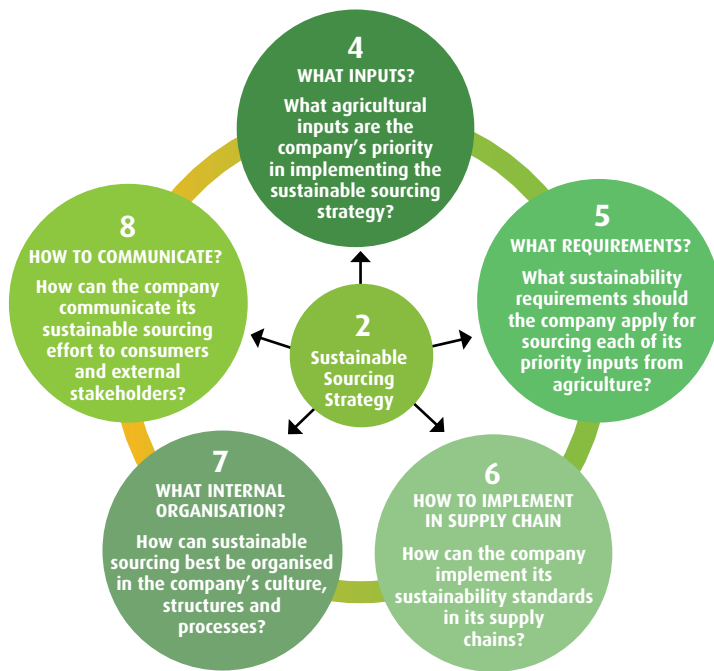 4
WHAT INPUTS?
What agricultural
inputs are the
company's priority
in implementing the
sustainable sourcing
strategy?
5
WHAT REQUIREMENTS?
What sustainability
requirements should
the company apply for
sourcing each of its
priority inputs from
agriculture?
6
HOW TO IMPLEMENT
IN SUPPLY CHAIN
How can the company
implement its
sustainability standards
in its supply
chains?
7
WHAT INTERNAL
ORGANISATION?
How can sustainable
sourcing best be organised
in the company's culture,
structures and
processes?
8
HOW TO COMMUNICATE?
How can the company
communicate its
sustainable sourcing
effort to consumers
and external
stakeholders?
2
Sustainable
Sourcing
Strategy